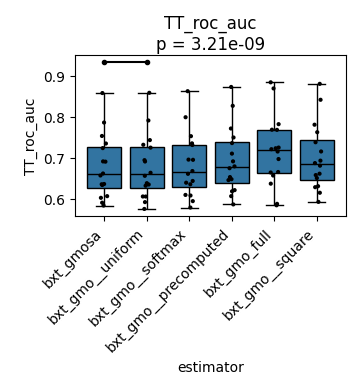 TT_roc_auc
p = 3.21e-09
TT_roc_auc
0.9
0.8
0.7
0.6
bxt_gmosa
bxt_gmo__uniform
bxt_gmo__softmax
bxt_gmo__precomputed
bxt_gmo_full
bxt_gmo__square
estimator